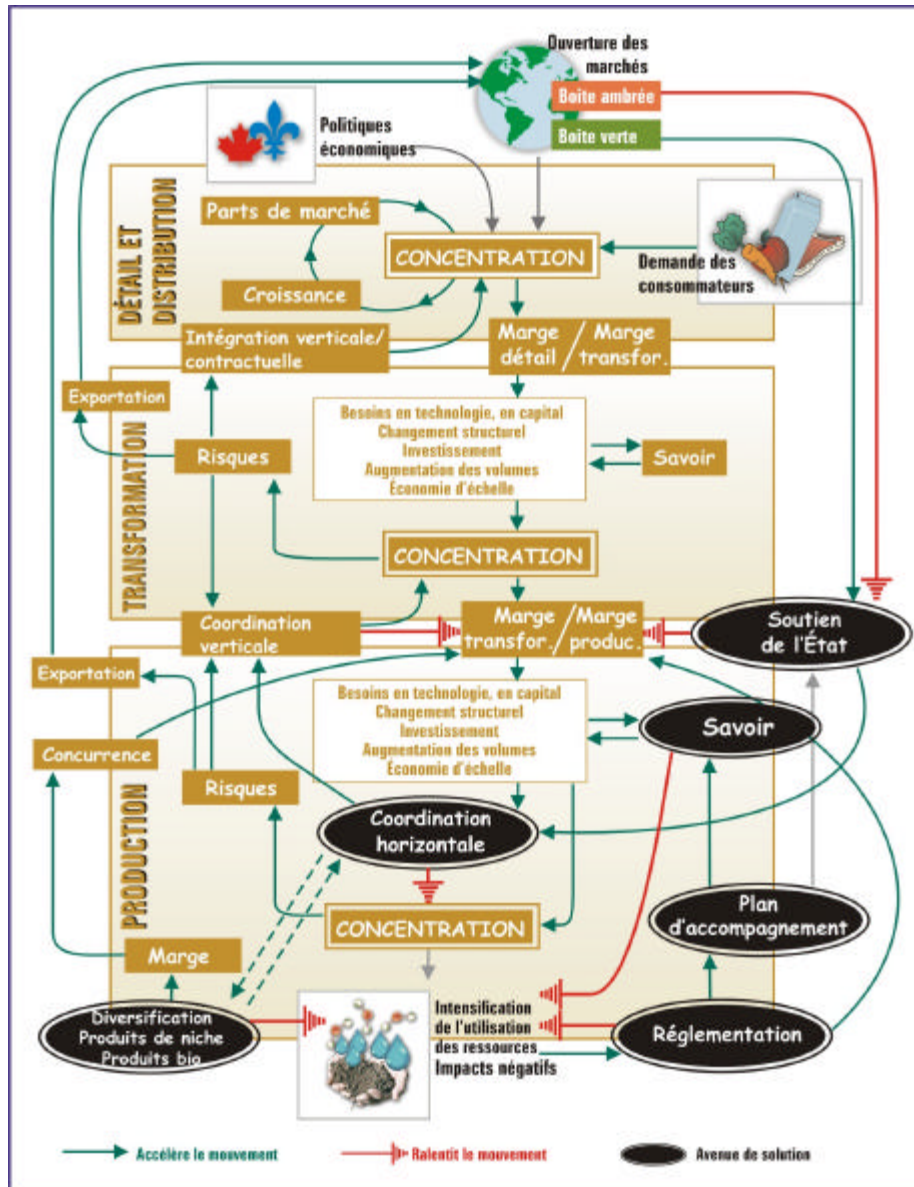 Ouverture des
marchés
Boîte ambrée
Boîte verte
Politiques
économiques
DÉTAIL ET
DISTRIBUTION
Parts de marché
CONCENTRATION
Croissance
Demande des
consommateurs
Intégration verticale/
contractuelle
Marge
détail
/ Marge
transfor.
TRANSFORMATION
Exportation
Besoins en technologie, en capital
Changement structurel
Investissement
Augmentation des volumes
Économie d'échelle
Risques
Savoir
CONCENTRATION
Coordination
verticale
Marge
transfor.
/ Marge
produc.
Soutien
de l'État
PRODUCTION
Exportation
Besoins en technologie, en capital
Changement structurel
Investissement
Augmentation des volumes
Économie d'échelle
Savoir
Concurrence
Risques
Coordination
horizontale
Plan
d'accompagnement
CONCENTRATION
Marge
Diversification
Produits de niche
Produits bio
Intensification
de l'utilisation
des ressources
Impacts négatifs
Réglementation
Accélère le mouvement
Ralentit le mouvement
Avenue de solution